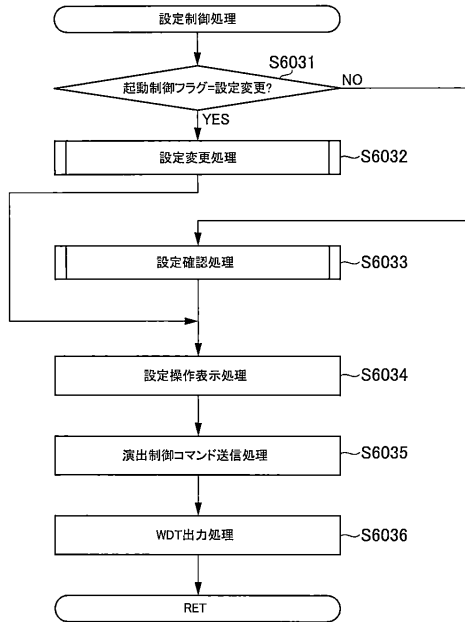 設定制御処理
S6031
起動制御フラグ=設定変更?
NO
YES
設定変更処理
S6032
設定確認処理
S6033
設定操作表示処理
S6034
演出制御コマンド送信処理
S6035
WDT出力処理
S6036
RET